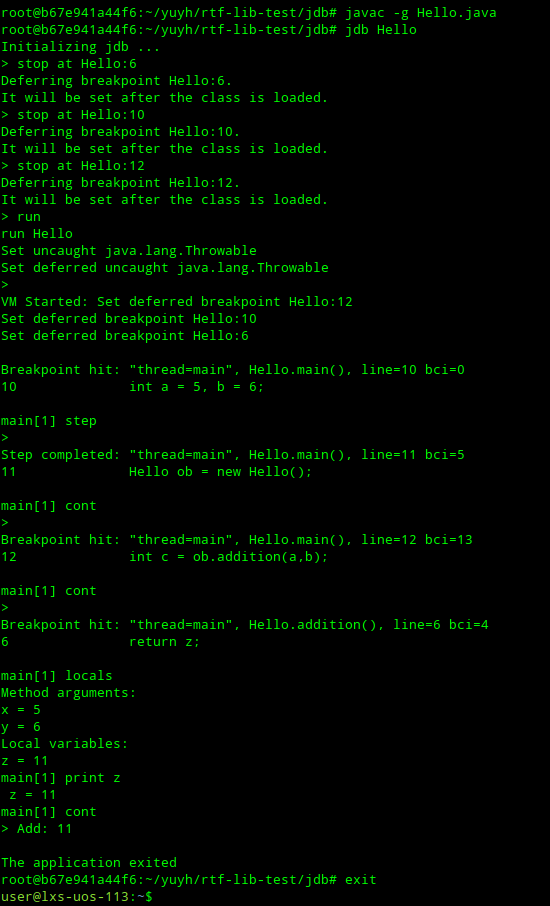 root@b67e941a44f6:~/yuyh/rtf-lib-test/jdb# javac -g Hello.java
root@b67e941a44f6:~/yuyh/rtf-lib-test/jdb# jdb Hello
Initializing jdb ...
> stop at Hello:6
Deferring breakpoint Hello:6.
It will be set after the class is loaded.
> stop at Hello:10
Deferring breakpoint Hello:10.
It will be set after the class is loaded.
> stop at Hello:12
Deferring breakpoint Hello:12.
It will be set after the class is loaded.
> run
run Hello
Set uncaught java.lang.Throwable
Set deferred uncaught java.lang.Throwable
>
VM Started: Set deferred breakpoint Hello:12
Set deferred breakpoint Hello:10
Set deferred breakpoint Hello:6
Breakpoint hit: "thread=main", Hello.main(), line=10 bci=0
10              int a = 5, b = 6;
main[1] step
>
Step completed: "thread=main", Hello.main(), line=11 bci=5
11              Hello ob = new Hello();
main[1] cont
>
Breakpoint hit: "thread=main", Hello.main(), line=12 bci=13
12              int c = ob.addition(a,b);
main[1] cont
>
Breakpoint hit: "thread=main", Hello.addition(), line=6 bci=4
6               return z;
main[1] locals
Method arguments:
x = 5
y = 6
Local variables:
z = 11
main[1] print z
 z = 11
main[1] cont
> Add: 11
The application exited
root@b67e941a44f6:~/yuyh/rtf-lib-test/jdb# exit
user@lxs-uos-113:~$